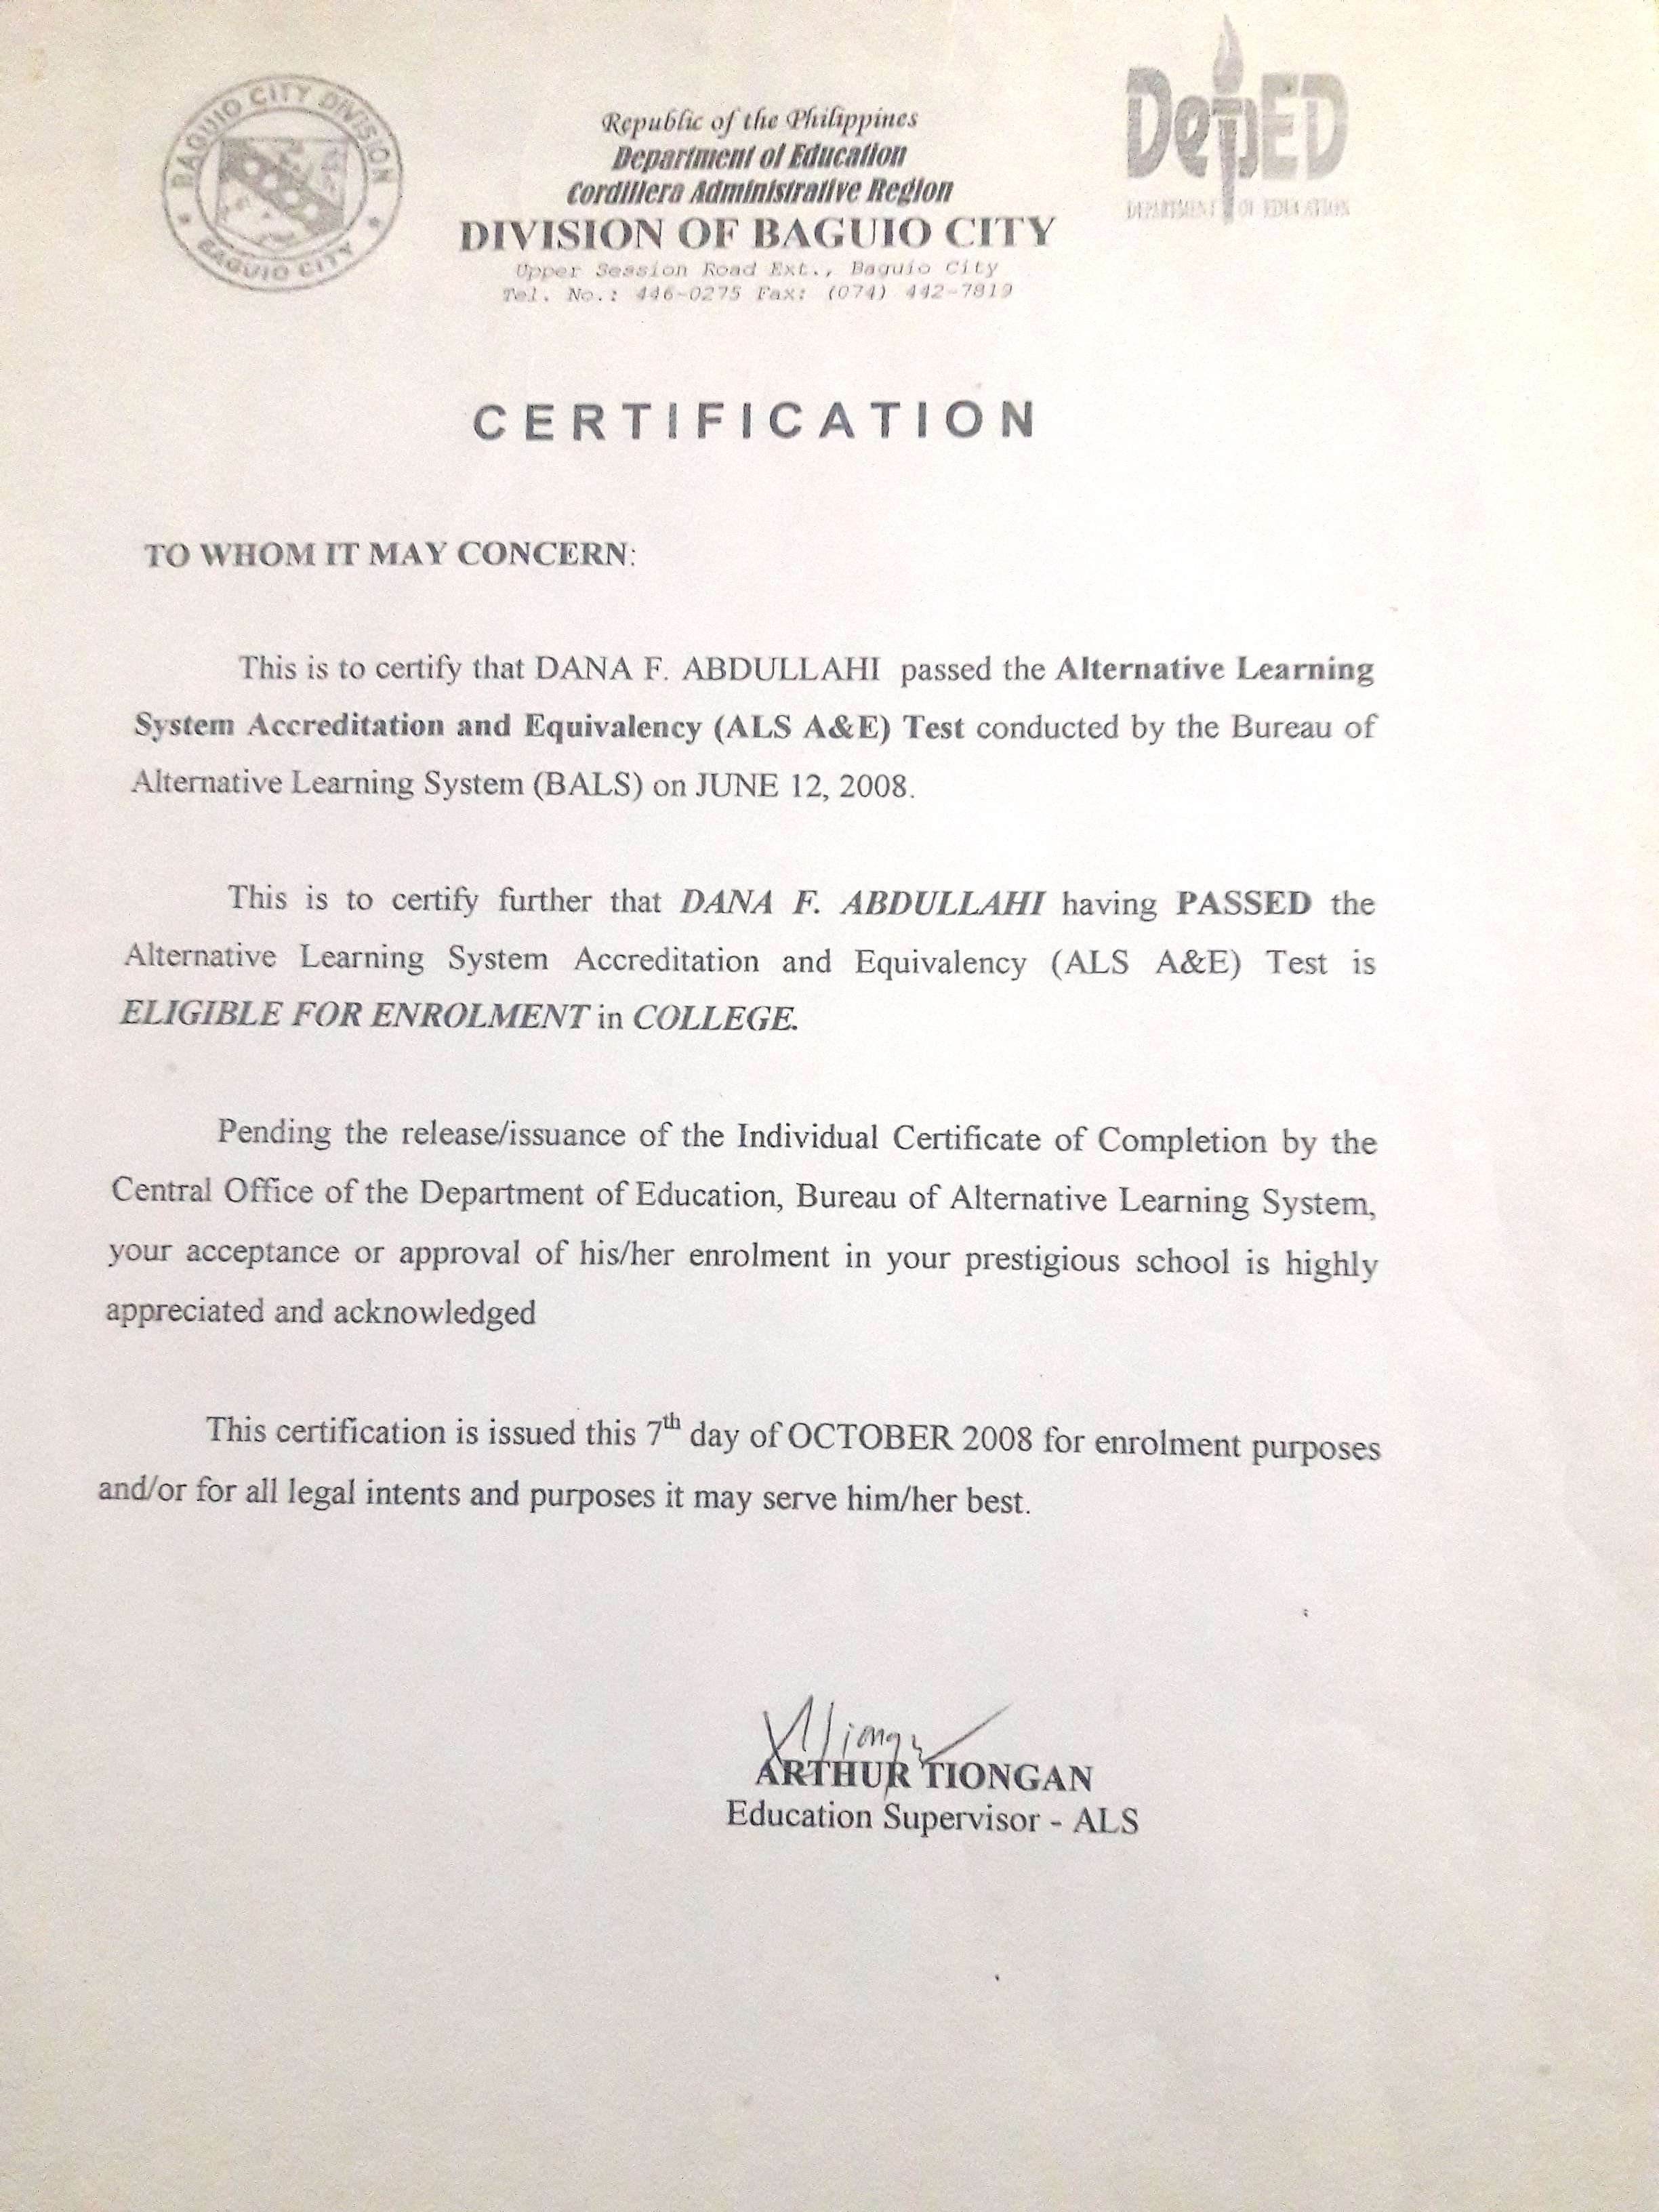 BAGUIO CITY DIVISION
BAGUIO CITY
Republic of the Philippines
Department of Education
Cordillera Administrative Region
DIVISION OF BAGUIO CITY
Upper Session Road Ext., Baguio City
Tel. No.: 446-0275 Fax: (074) 442-7819
DepED
DEPARTMENT OF EDUCATION
CERTIFICATION
TO WHOM IT MAY CONCERN:
This is to certify that DANA F. ABDULLAHI passed the Alternative Learning
System Accreditation and Equivalency (ALS A&E) Test conducted by the Bureau of
Alternative Learning System (BALS) on JUNE 12, 2008.
This is to certify further that DANA F. ABDULLAHI having PASSED the
Alternative Learning System Accreditation and Equivalency (ALS A&E) Test is
ELIGIBLE FOR ENROLMENT in COLLEGE.
Pending the release/issuance of the Individual Certificate of Completion by the
Central Office of the Department of Education, Bureau of Alternative Learning System,
your acceptance or approval of his/her enrolment in your prestigious school is highly
appreciated and acknowledged
This certification is issued this 7th day of OCTOBER 2008 for enrolment purposes
and/or for all legal intents and purposes it may serve him/her best.
ARTHUR TIONGAN
Education Supervisor - ALS